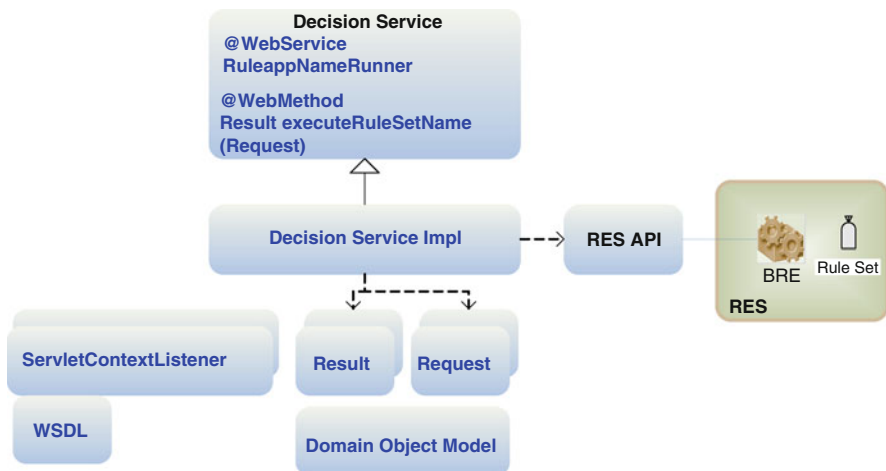 Decision Service
@WebService
RuleappNameRunner
@WebMethod
Result executeRuleSetName
(Request)
Decision Service Impl
RES API
BRE
Rule Set
RES
ServletContextListener
Result
Request
WSDL
Domain Object Model